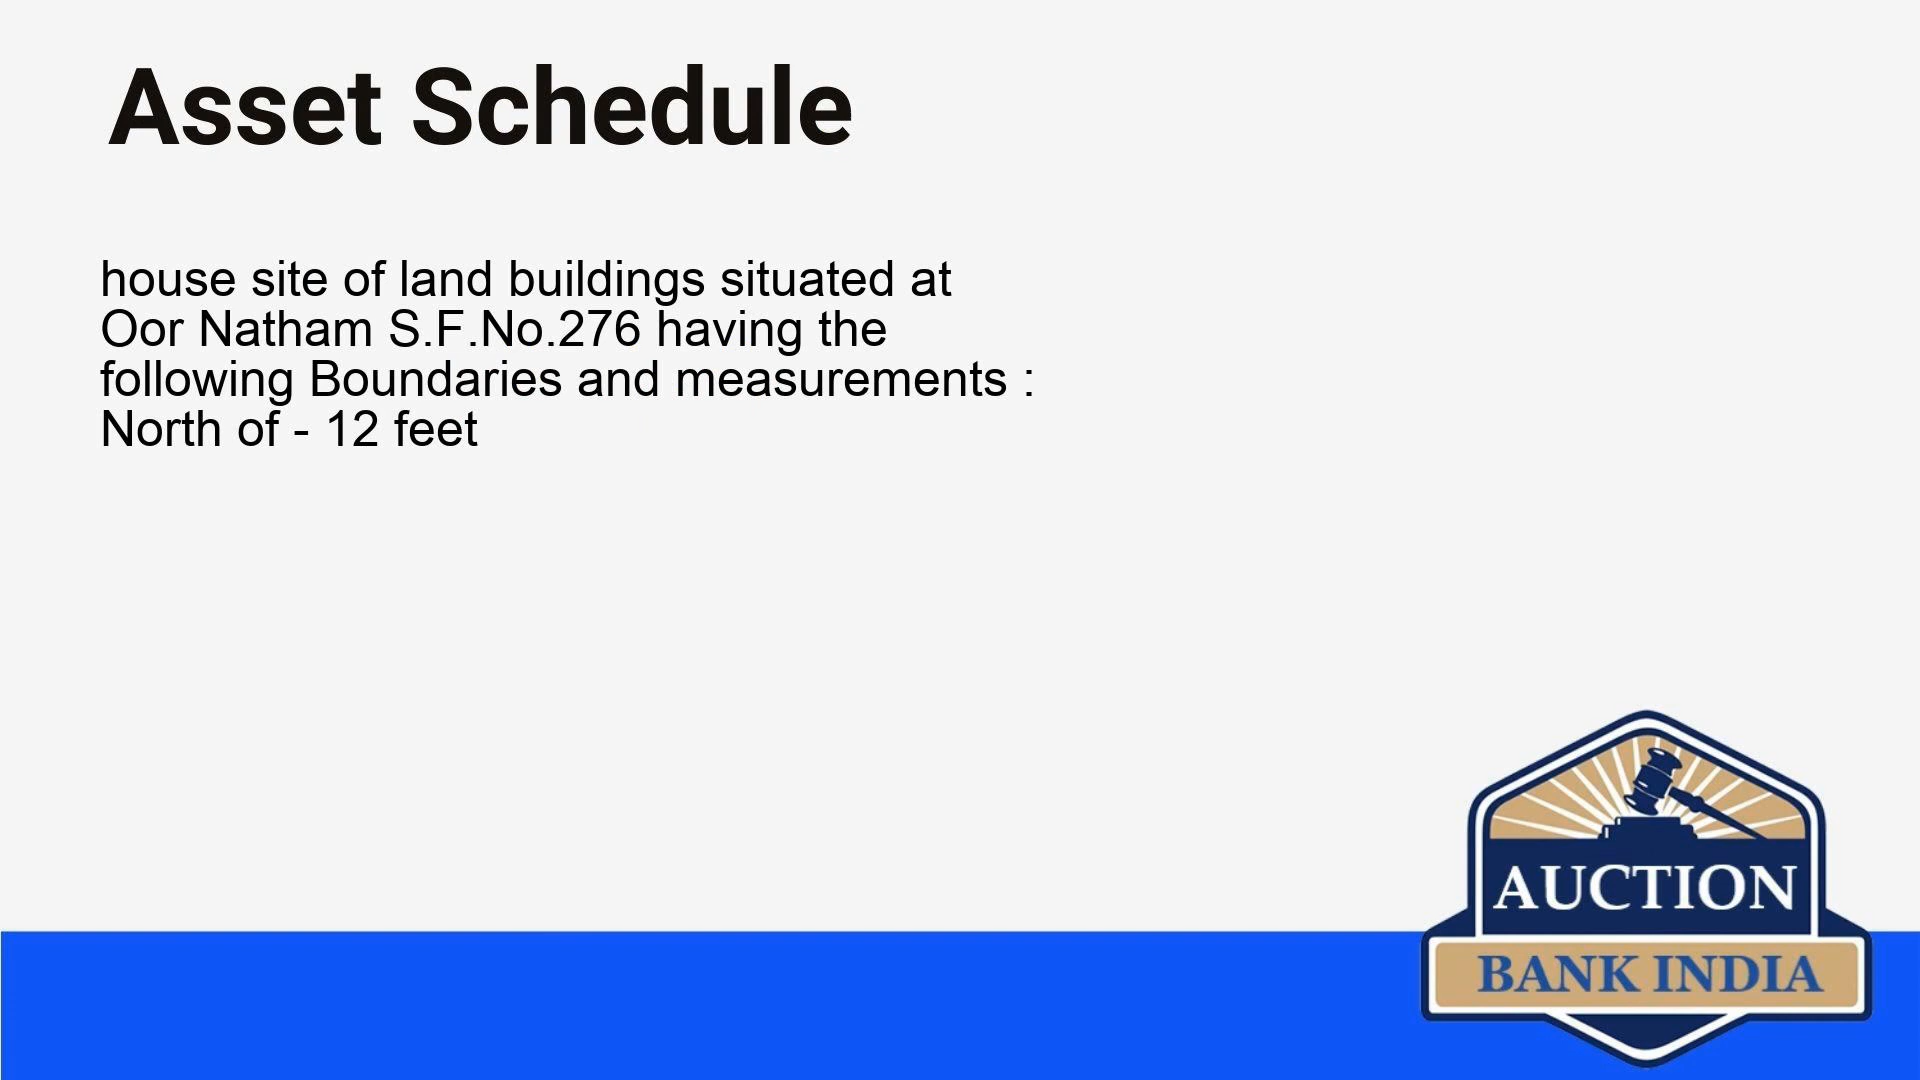 Asset Schedule
house site of land buildings situated at
Oor Natham S.F.No.276 having the
following Boundaries and measurements :
North of - 12 feet
AUCTION
BANK INDIA